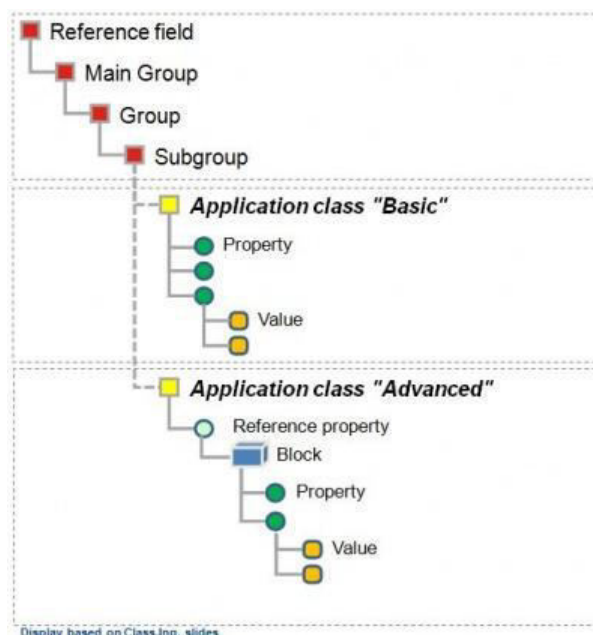 Reference field
Main Group
Group
Subgroup
Application class "Basic"
Property
Value
Application class "Advanced"
Reference property
Block
Property
Value
Display based on Class.Ing. slides